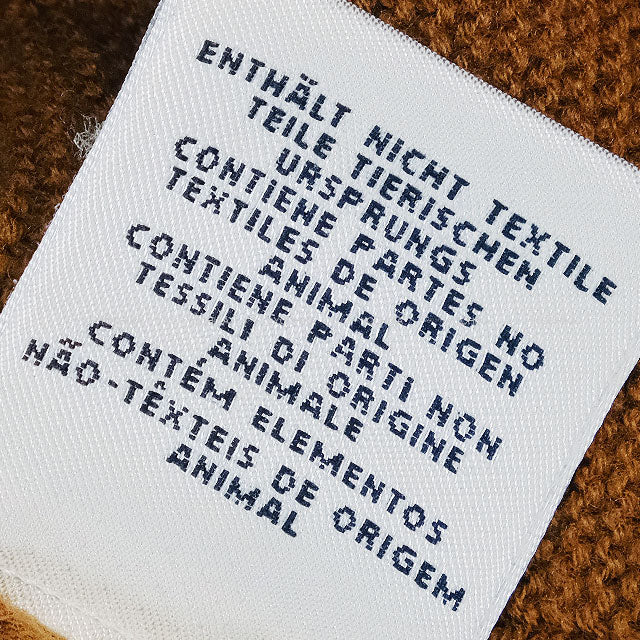 ENTHÄLT NICHT TEXTILE
TEILE TIERISCHEN
URSPRUNGS
CONTIENE PARTES NO
TEXTILES DE ORIGEN
ANIMAL
CONTIENE PARTI NON
TESSILI DI ORIGINE
ANIMALE
CONTÉM ELEMENTOS
NÃO-TÊXTEIS DE ORIGEM
ANIMAL